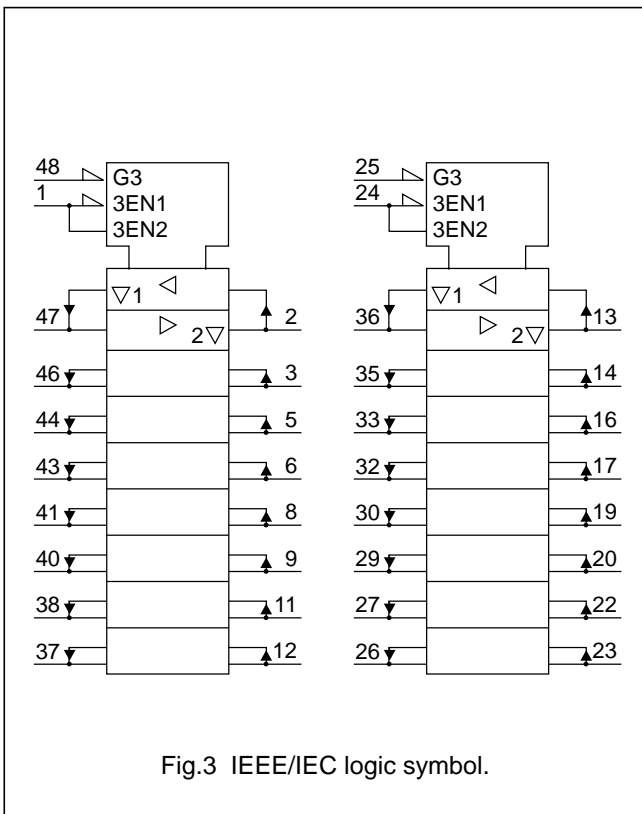 48 G3 25 G3
1 3EN1 24 3EN1
3EN2 3EN2
1 1
47 2 2 36 2 13
46 3 35 14
44 5 33 16
43 6 32 17
41 8 30 19
40 9 29 20
38 11 27 22
37 12 26 23
Fig.3 IEEE/IEC logic symbol.